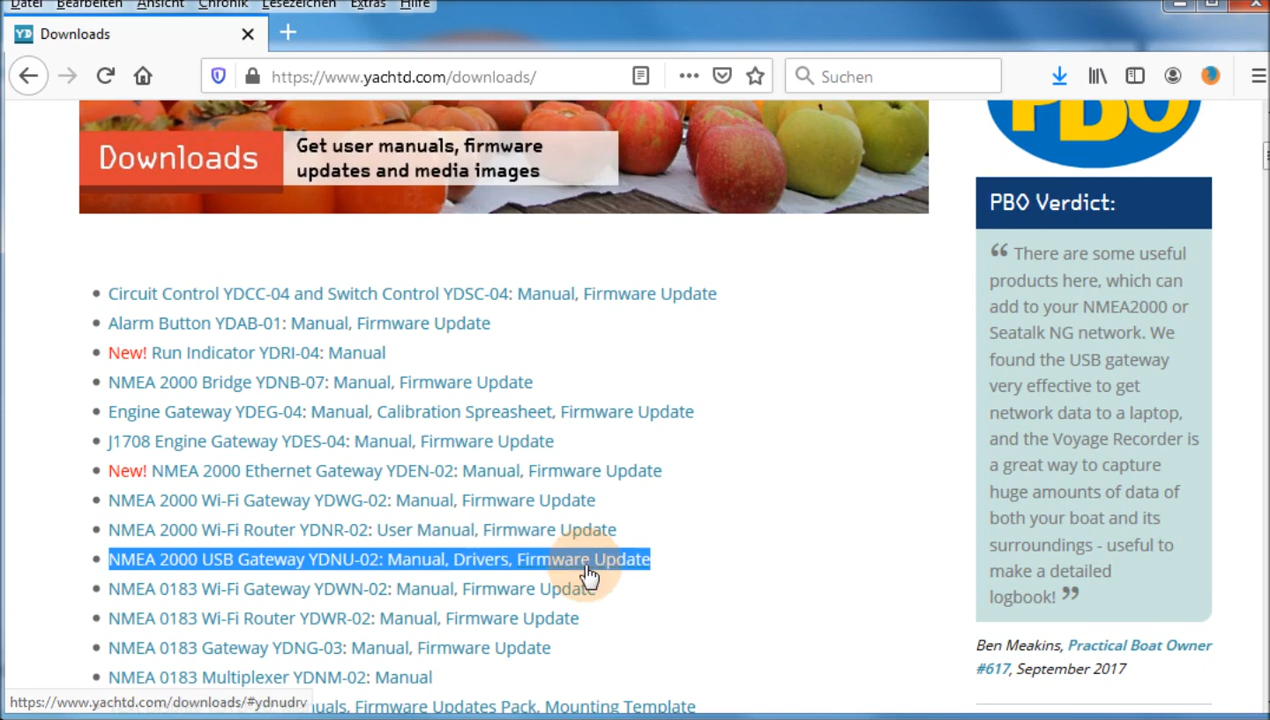 Datei Bearbeiten Ansicht Chronik Lesezeichen Extras Hilfe
YD Downloads
https://www.yachtd.com/downloads/
Suchen
Downloads
Get user manuals, firmware
updates and media images
PBO
PBO Verdict:
“ There are some useful
products here, which can
add to your NMEA2000 or
Seatalk NG network. We
found the USB gateway
very effective to get
network data to a laptop,
and the Voyage Recorder is
a great way to capture
huge amounts of data of
both your boat and its
surroundings - useful to
make a detailed
logbook! ”
Ben Meakins, Practical Boat Owner
#617, September 2017
• Circuit Control YDCC-04 and Switch Control YDSC-04: Manual, Firmware Update
• Alarm Button YDAB-01: Manual, Firmware Update
• New! Run Indicator YDRI-04: Manual
• NMEA 2000 Bridge YDNB-07: Manual, Firmware Update
• Engine Gateway YDEG-04: Manual, Calibration Spreasheet, Firmware Update
• J1708 Engine Gateway YDES-04: Manual, Firmware Update
• New! NMEA 2000 Ethernet Gateway YDEN-02: Manual, Firmware Update
• NMEA 2000 Wi-Fi Gateway YDWG-02: Manual, Firmware Update
• NMEA 2000 Wi-Fi Router YDNR-02: User Manual, Firmware Update
• NMEA 2000 USB Gateway YDNU-02: Manual, Drivers, Firmware Update
• NMEA 0183 Wi-Fi Gateway YDWN-02: Manual, Firmware Update
• NMEA 0183 Wi-Fi Router YDWR-02: Manual, Firmware Update
• NMEA 0183 Gateway YDNG-03: Manual, Firmware Update
• NMEA 0183 Multiplexer YDNM-02: Manual
Firmware Updates Pack, Mounting Template
https://www.yachtd.com/downloads/#ydnudrv